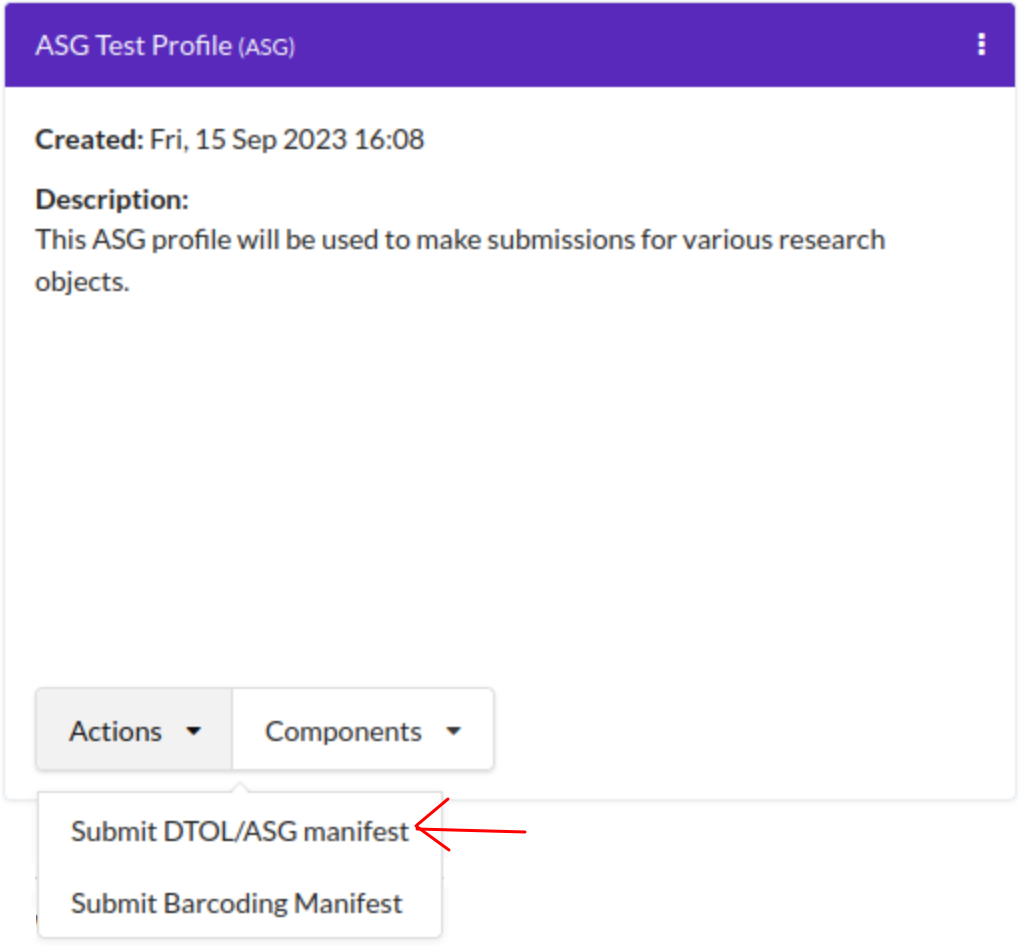 ASG Test Profile (ASG)
Created: Fri, 15 Sep 2023 16:08
Description:
This ASG profile will be used to make submissions for various research
objects.
Actions Components
Submit DTOL/ASG manifest
Submit Barcoding Manifest